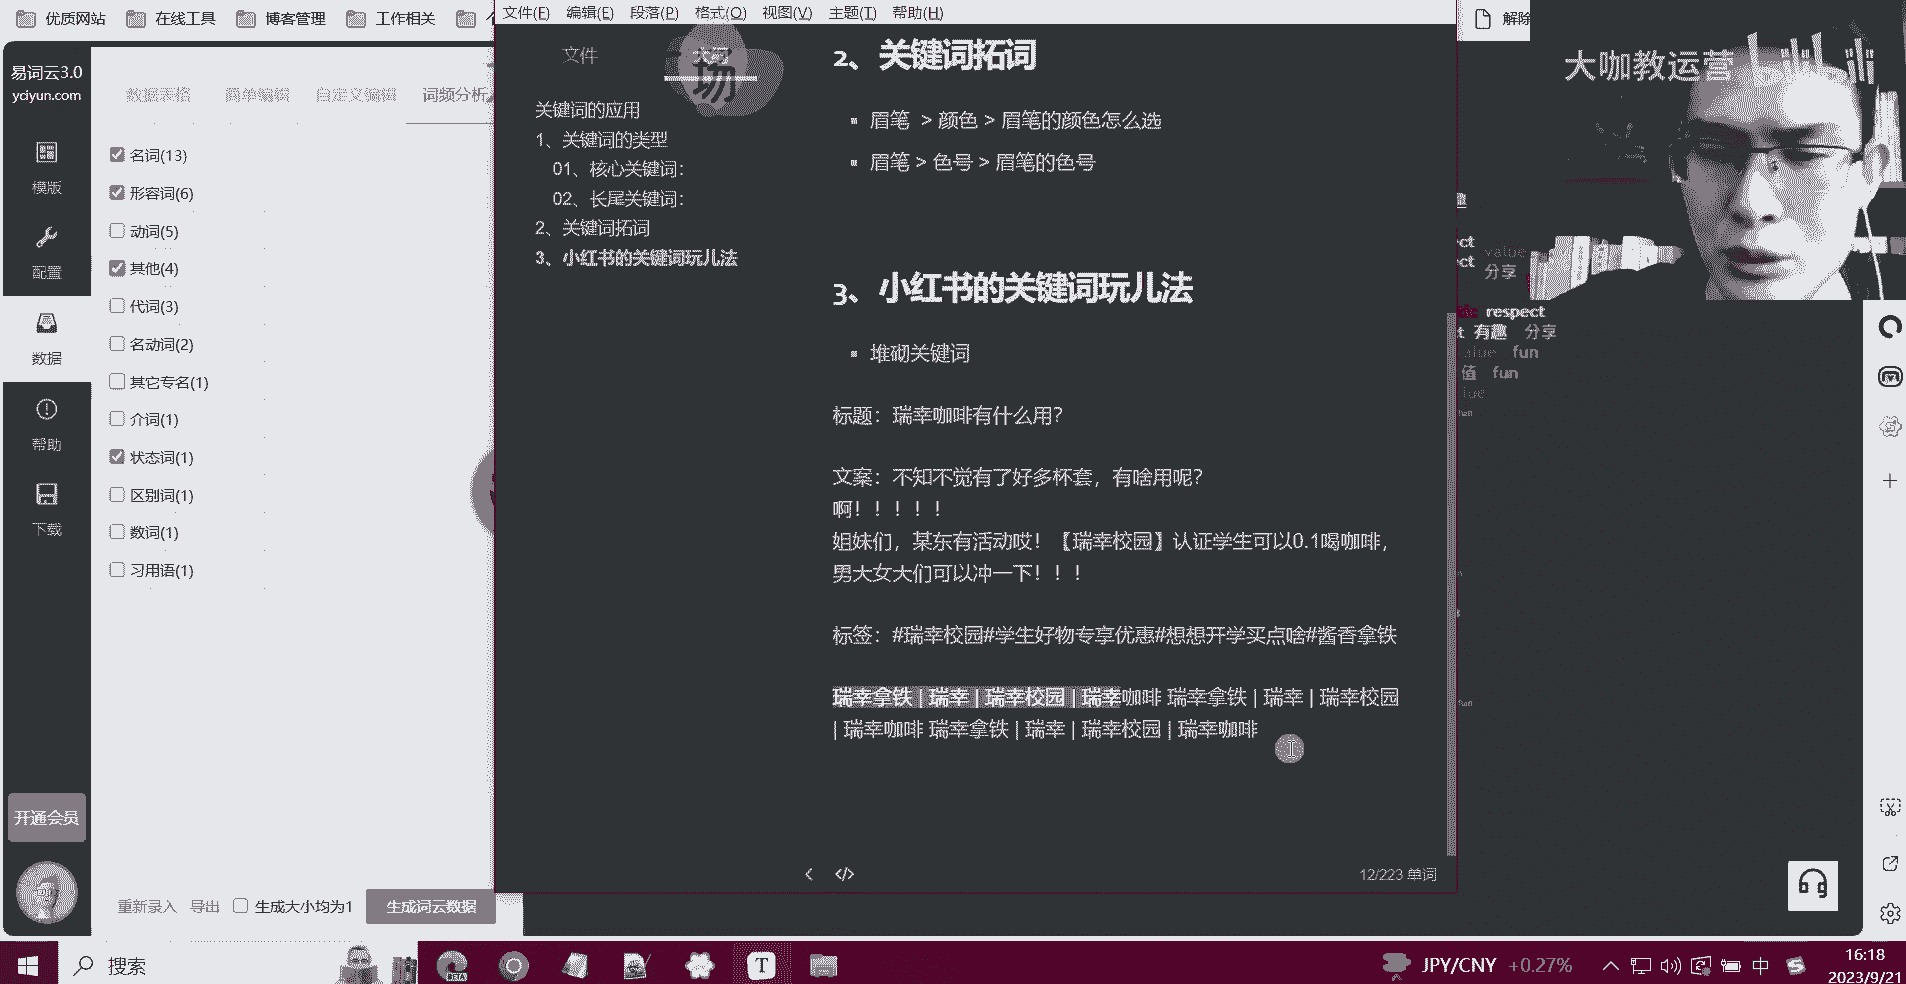 优质网站
在线工具
博客管理
工作相关
文件(F) 编辑(E) 段落(P) 格式(O) 视图(V) 主题(T) 帮助(H)
解除
易词云3.0
yciyun.com
数据表格
简单编辑
自定义编辑
词频分析
模版
配置
数据
帮助
下载
开通会员
名词(13)
形容词(6)
动词(5)
其他(4)
代词(3)
名动词(2)
其它专名(1)
介词(1)
状态词(1)
区别词(1)
数词(1)
习用语(1)
重新录入
导出
生成大小均为1
生成词云数据
文件
大纲
场
关键词的应用
1、关键词的类型
01、核心关键词：
02、长尾关键词：
2、关键词拓词
3、小红书的关键词玩儿法
2、关键词拓词
眉笔 > 颜色 > 眉笔的颜色怎么选
眉笔 > 色号 > 眉笔的色号
3、小红书的关键词玩儿法
堆砌关键词
标题：瑞幸咖啡有什么用？
文案：不知不觉有了好多杯套，有啥用呢？
啊！！！！！
姐妹们，某东有活动哎！【瑞幸校园】认证学生可以0.1喝咖啡，
男大女大们可以冲一下！！！
标签：#瑞幸校园#学生好物专享优惠#想想开学买点啥#酱香拿铁
瑞幸拿铁 | 瑞幸 | 瑞幸校园 | 瑞幸咖啡 瑞幸拿铁 | 瑞幸 | 瑞幸校园
| 瑞幸咖啡 瑞幸拿铁 | 瑞幸 | 瑞幸校园 | 瑞幸咖啡
12/223 单词
大咖教运营
value
分享
respect
有趣 分享
fun
值 fun
搜索
BETA
T
JPY/CNY +0.27%
中
16:18
2023/9/21